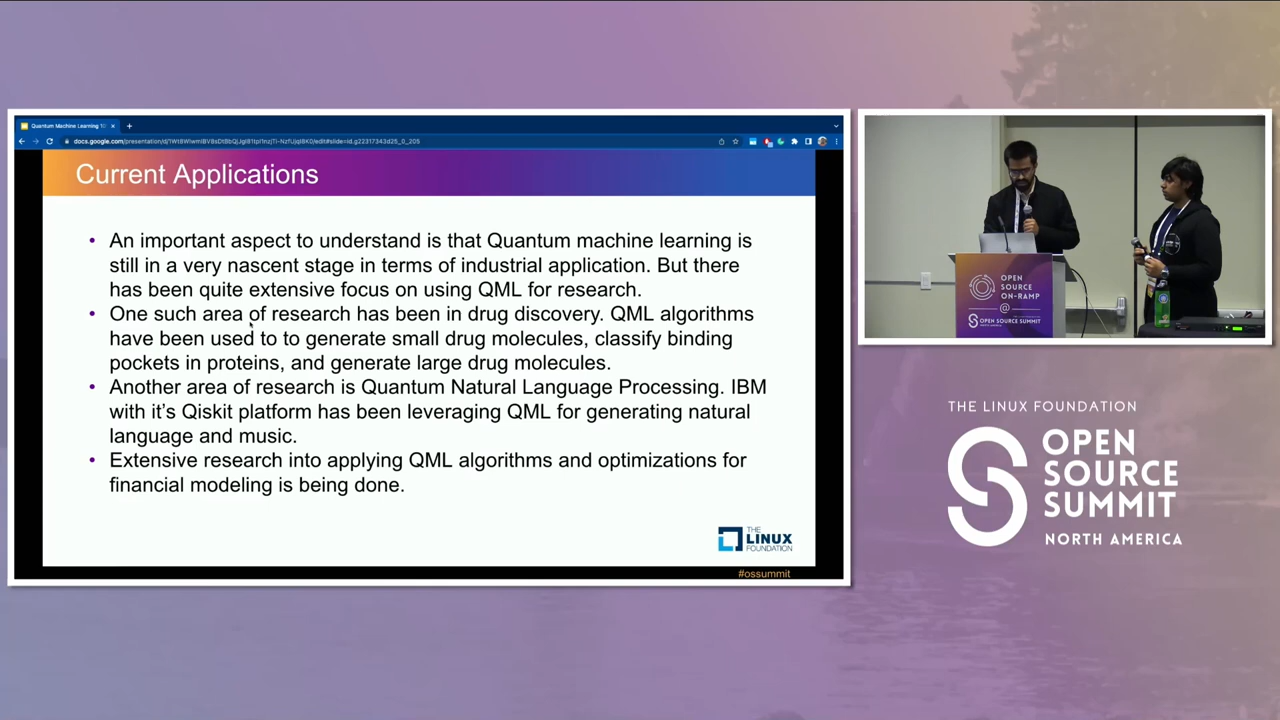 Quantum Machine Learning 10
Current Applications
• An important aspect to understand is that Quantum machine learning is
still in a very nascent stage in terms of industrial application. But there
has been quite extensive focus on using QML for research.
• One such area of research has been in drug discovery. QML algorithms
have been used to to generate small drug molecules, classify binding
pockets in proteins, and generate large drug molecules.
• Another area of research is Quantum Natural Language Processing. IBM
with it's Qiskit platform has been leveraging QML for generating natural
language and music.
• Extensive research into applying QML algorithms and optimizations for
financial modeling is being done.
THE
LINUX
FOUNDATION
#ossummit
OPEN
SOURCE
ON-RAMP
@
OPEN SOURCE SUMMIT
NORTH AMERICA
THE LINUX FOUNDATION
OPEN
SOURCE
SUMMIT
NORTH AMERICA